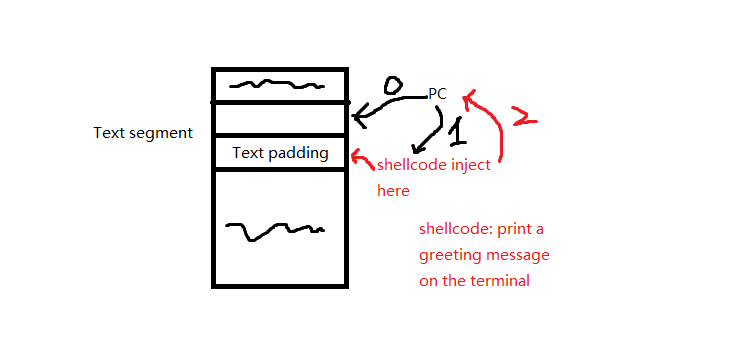 0
PC
Text segment
1
2
Text padding
shellcode inject
here
shellcode: print a
greeting message
on the terminal